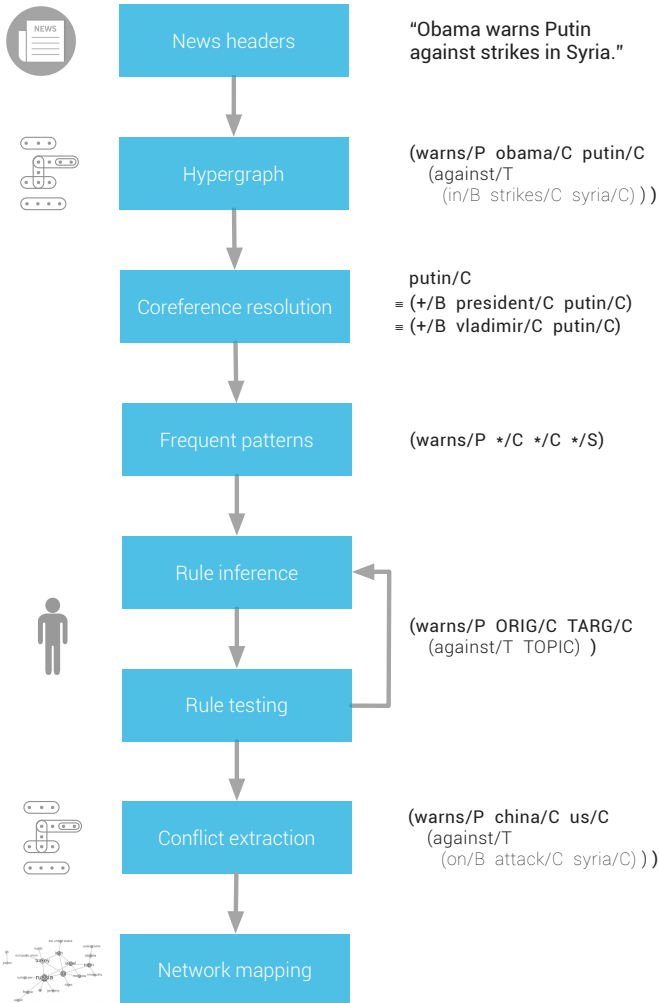 NEWS
News headers
“Obama warns Putin
against strikes in Syria.”
Hypergraph
(warns/P obama/C putin/C
(against/T
(in/B strikes/C syria/C) ) )
Coreference resolution
putin/C
≡ (+/B president/C putin/C)
≡ (+/B vladimir/C putin/C)
Frequent patterns
(warns/P */C */C */S)
Rule inference
(warns/P ORIG/C TARG/C
(against/T TOPIC) )
Rule testing
Conflict extraction
(warns/P china/C us/C
(against/T
(on/B attack/C syria/C) ) )
turkey
russia
Network mapping